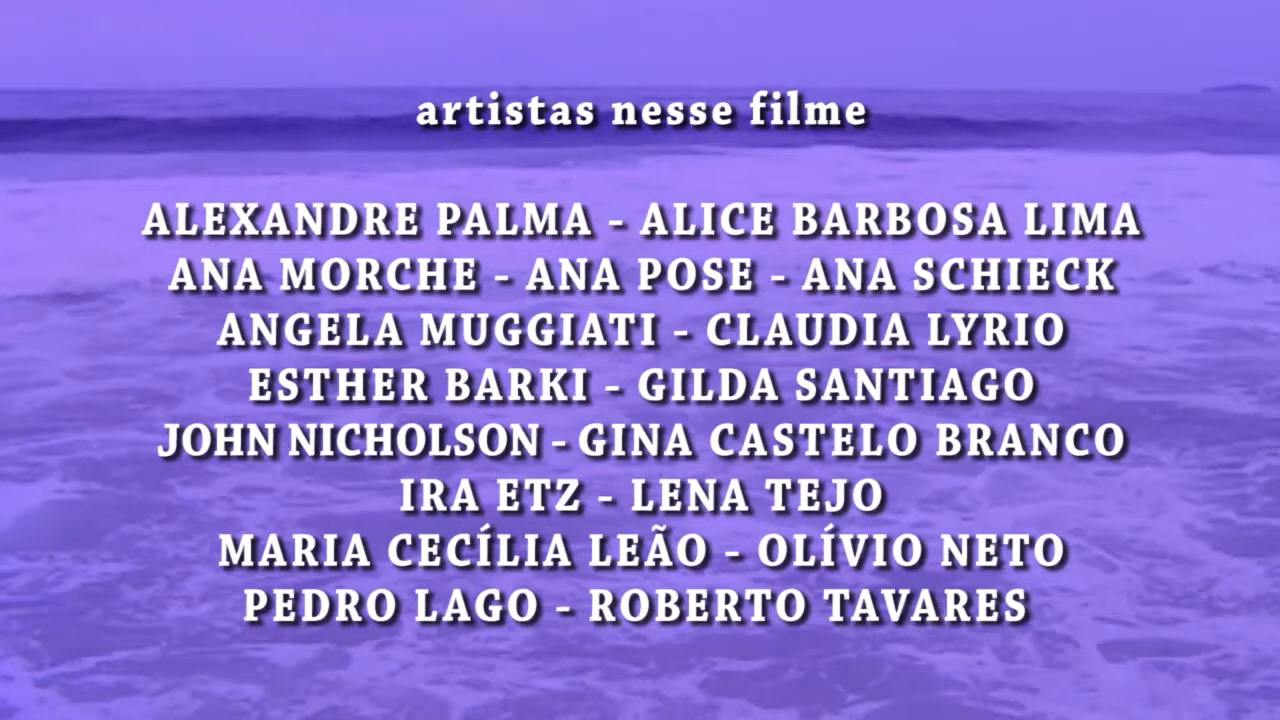 artistas nesse filme
ALEXANDRE PALMA - ALICE BARBOSA LIMA
ANA MORCHE - ANA POSE - ANA SCHIECK
ANGELA MUGGIATI - CLAUDIA LYRIO
ESTHER BARKI - GILDA SANTIAGO
JOHN NICHOLSON - GINA CASTELO BRANCO
IRA ETZ - LENA TEJO
MARIA CECÍLIA LEÃO - OLÍVIO NETO
PEDRO LAGO - ROBERTO TAVARES